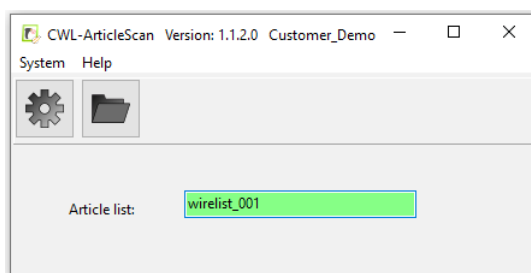 CWL-ArticleScan Version: 1.1.2.0 Customer_Demo
System Help
Article list: wirelist_001